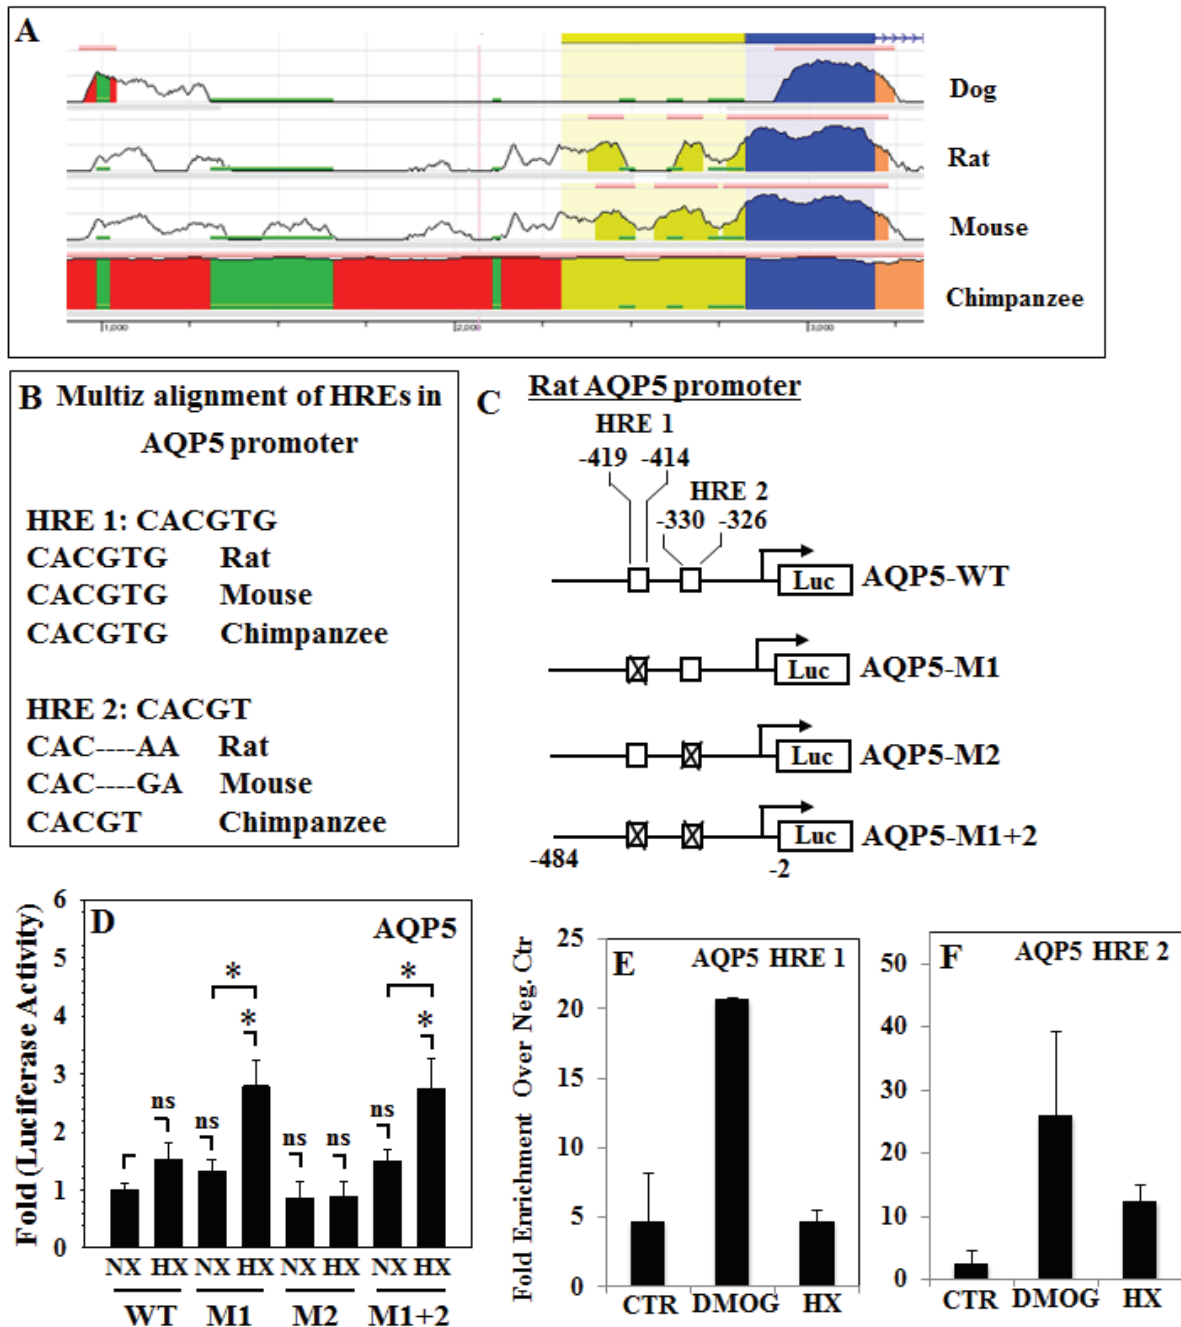 A
Dog
Rat
Mouse
Chimpanzee
1,000
2,000
3,000
B Multiz alignment of HREs in
AQP5 promoter
HRE 1: CACGTG
CACGTG Rat
CACGTG Mouse
CACGTG Chimpanzee
HRE 2: CACGT
CAC----AA Rat
CAC----GA Mouse
CACGT Chimpanzee
C
Rat AQP5 promoter
HRE 1
-419 -414
HRE 2
-330 -326
Luc AQP5-WT
Luc AQP5-M1
Luc AQP5-M2
Luc AQP5-M1+2
-484
-2
D
AQP5
Fold (Luciferase Activity)
6
5
4
3
2
1
0
ns
ns
*
*
ns
ns
ns
*
*
NX HX NX HX NX HX NX HX
WT M1 M2 M1+2
E
AQP5 HRE 1
Fold Enrichment Over Neg. Ctr
25
20
15
10
5
0
CTR DMOG HX
F
AQP5 HRE 2
50
40
30
20
10
0
CTR DMOG HX